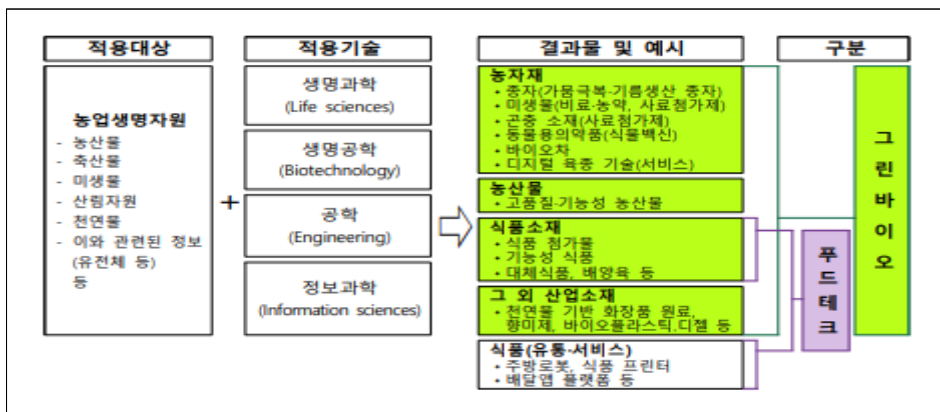 적용대상
적용기술
결과물 및 예시
구분
농업생명자원
- 농산물
- 축산물
- 미생물
- 산림자원
- 천연물
- 이와 관련된 정보
(유전체 등)
등
+
생명과학
(Life sciences)
생명공학
(Biotechnology)
공학
(Engineering)
정보과학
(Information sciences)
농자재
• 종자(가뭄극복·기름생산 종자)
• 미생물(비료·농약, 사료첨가제)
• 곤충 소재(사료첨가제)
• 동물용의약품(식물백신)
• 바이오차
• 디지털 육종 기술(서비스)
농산물
• 고품질·기능성 농산물
식품소재
• 식품 첨가물
• 기능성 식품
• 대체식품, 배양육 등
그 외 산업소재
• 천연물 기반 화장품 원료,
향미제, 바이오플라스틱.디젤 등
식품(유통·서비스)
• 주방로봇, 식품 프린터
• 배달앱 플랫폼 등
푸드테크
그린바이오